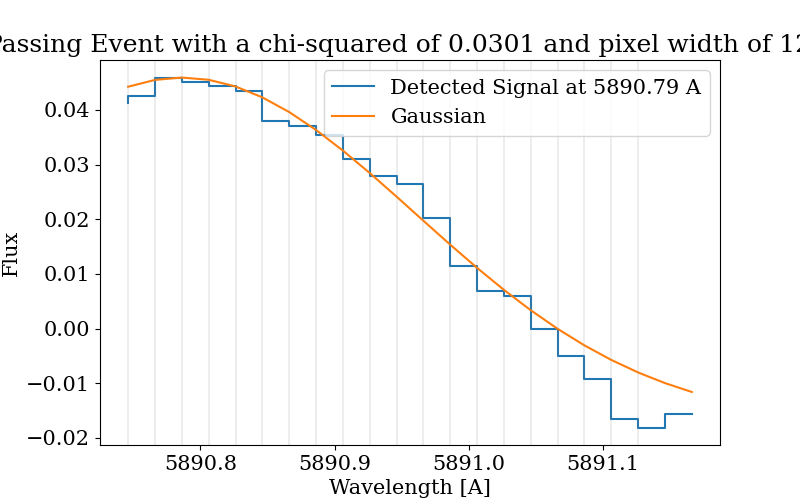 Passing Event with a chi-squared of 0.0301 and pixel width of 12
Detected Signal at 5890.79 A
Gaussian
0.04
0.03
0.02
0.01
0.00
−0.01
−0.02
Flux
5890.8 5890.9 5891.0 5891.1
Wavelength [A]